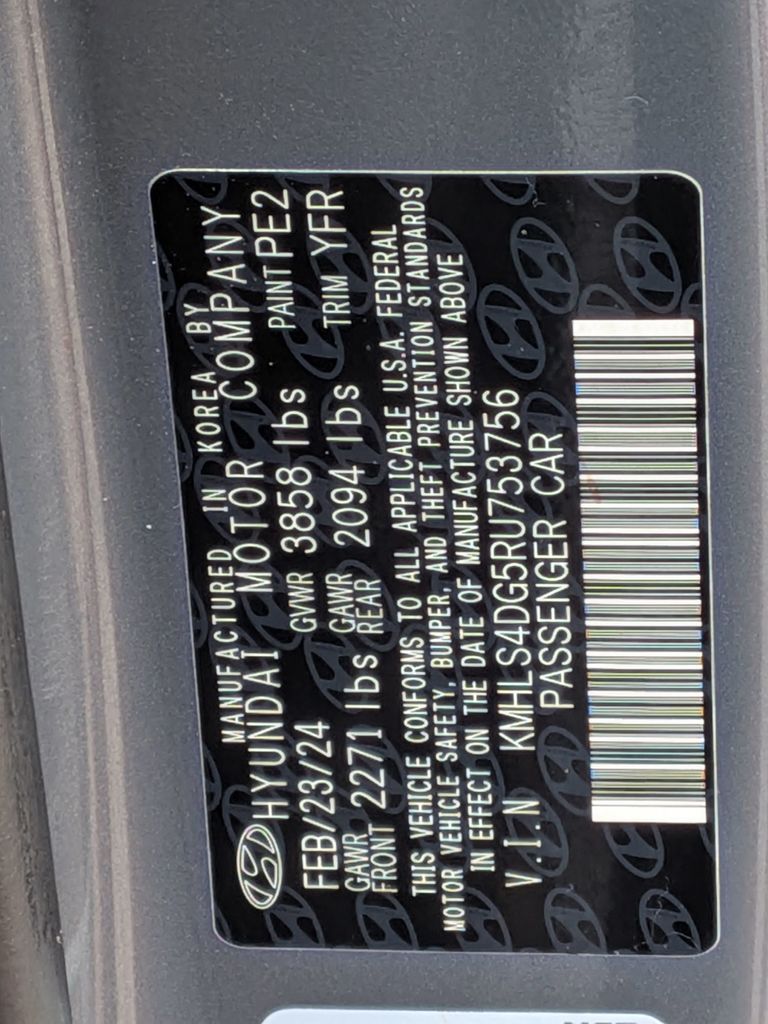 MANUFACTURED IN KOREA BY
HYUNDAI MOTOR COMPANY
FEB/23/24 GVWR 3858 lbs PAINT PE2
GAWR FRONT 2271 lbs GAWR REAR 2094 lbs TRIM YFR
THIS VEHICLE CONFORMS TO ALL APPLICABLE U.S.A. FEDERAL
MOTOR VEHICLE SAFETY, BUMPER, AND THEFT PREVENTION STANDARDS
IN EFFECT ON THE DATE OF MANUFACTURE SHOWN ABOVE
V.I.N KMHLS4DG5RU753756
PASSENGER CAR